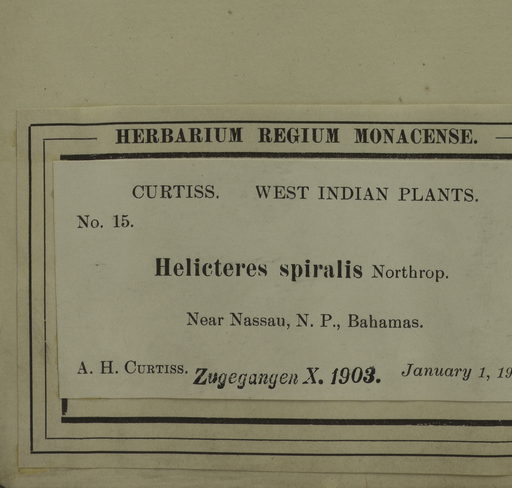 HERBARIUM REGIUM MONACENSE.
CURTISS. WEST INDIAN PLANTS.
No. 15.
Helicteres spiralis Northrop.
Near Nassau, N. P., Bahamas.
A. H. CURTISS. Zugegangen X. 1903. January 1, 19